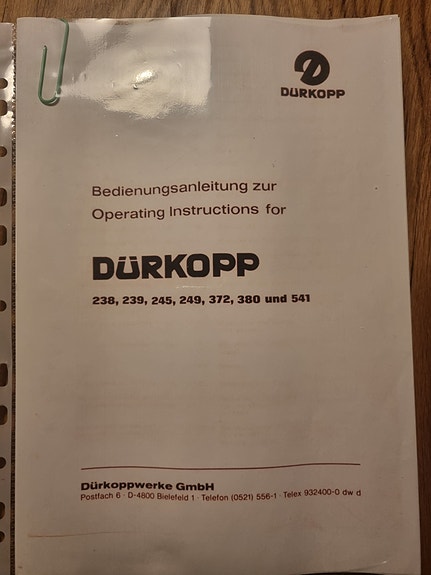 DÜRKOPP
Bedienungsanleitung zur
Operating Instructions for
DÜRKOPP
238, 239, 245, 249, 372, 380 und 541
Dürkoppwerke GmbH
Postfach 6 · D-4800 Bielefeld 1 · Telefon (0521) 556-1 · Telex 932400-0 dw d